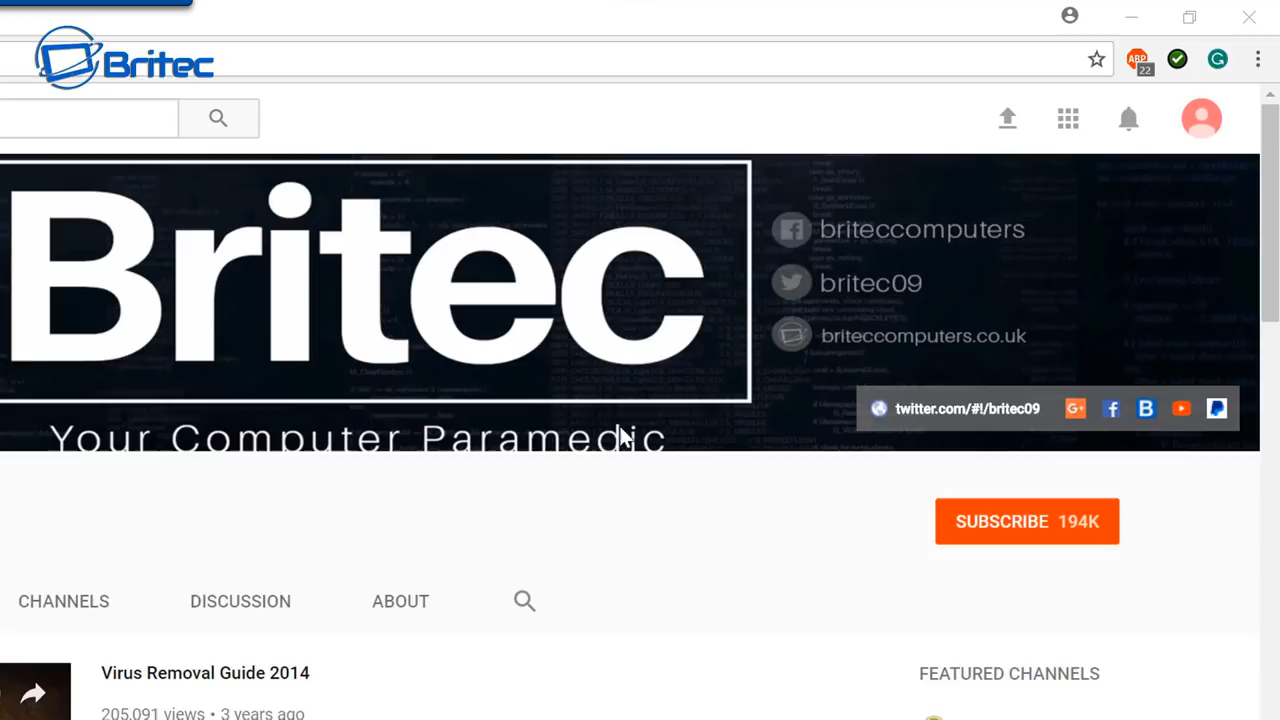 Britec
ABP
22
G
Britec
briteccomputers
britec09
briteccomputers.co.uk
twitter.com/#!/britec09
G+
B
Your Computer Paramedic
SUBSCRIBE 194K
CHANNELS DISCUSSION ABOUT
Virus Removal Guide 2014
205,091 views • 3 years ago
FEATURED CHANNELS